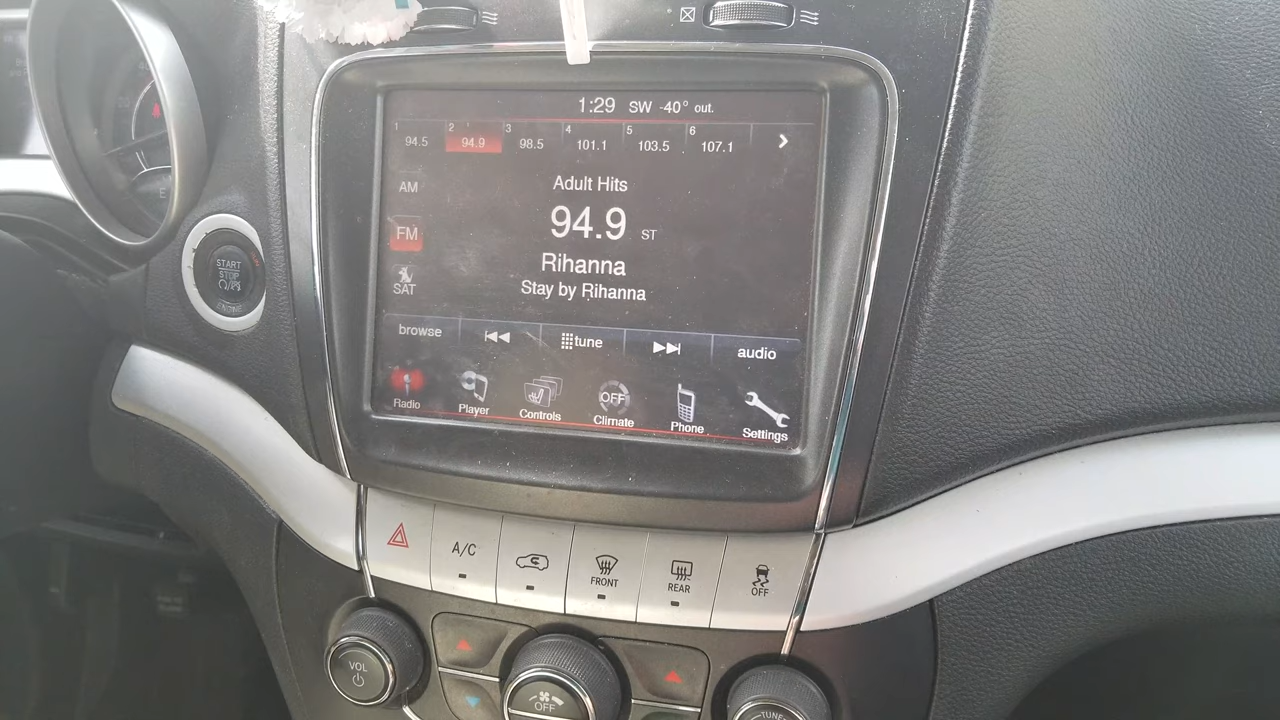 1:29 SW -40° out.
1 2 3 4 5 6
94.5 94.9 98.5 101.1 103.5 107.1
AM
Adult Hits
94.9 ST
FM
Rihanna
SAT
Stay by Rihanna
browse tune audio
Radio Player Controls OFF Climate Phone Settings
START
STOP
ENGINE
E
A/C
FRONT
REAR
OFF
VOL
OFF
TUNE